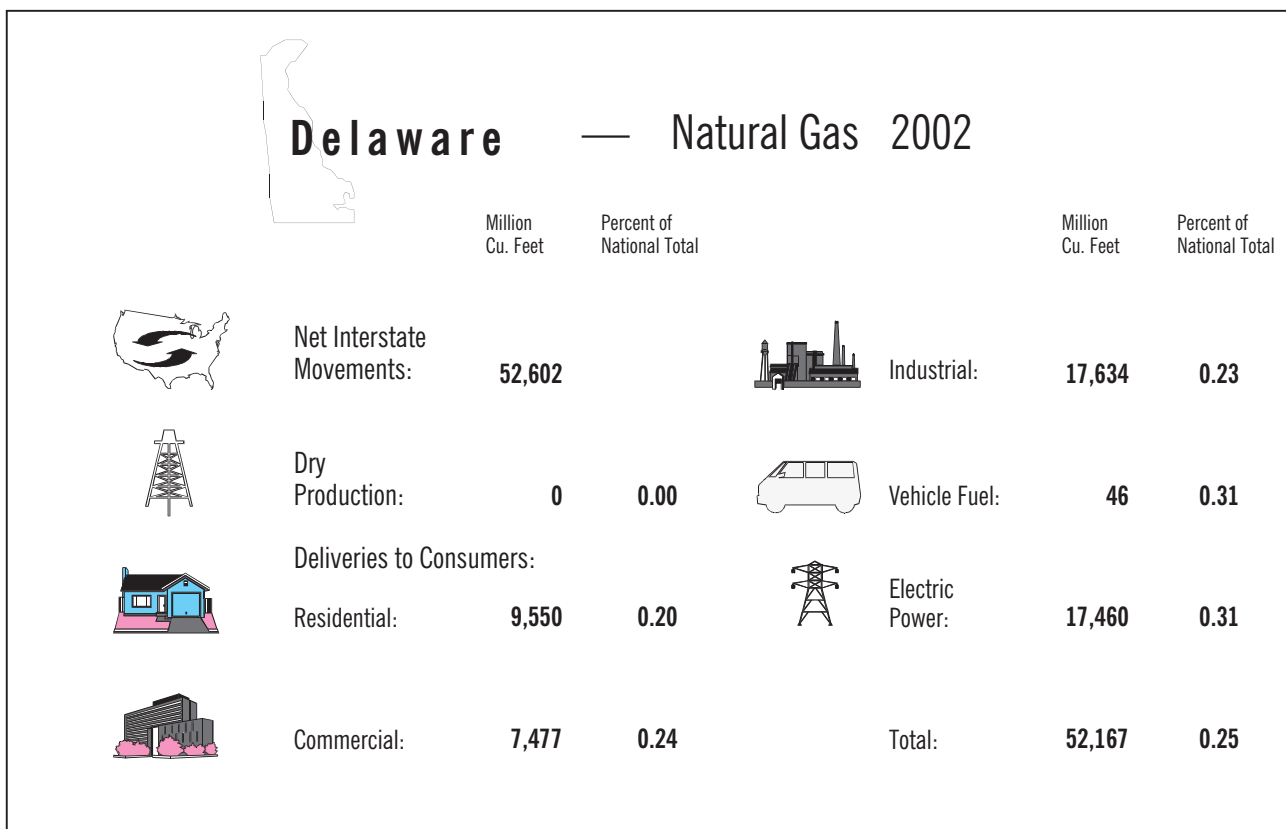 Delaware — Natural Gas 2002
Million Percent of
Cu. Feet National Total
Million Percent of
Cu. Feet National Total
Net Interstate
Movements: 52,602
Dry
Production: 0 0.00
Deliveries to Consumers:
Residential: 9,550 0.20
Commercial: 7,477 0.24
Industrial: 17,634 0.23
Vehicle Fuel: 46 0.31
Electric
Power: 17,460 0.31
Total: 52,167 0.25